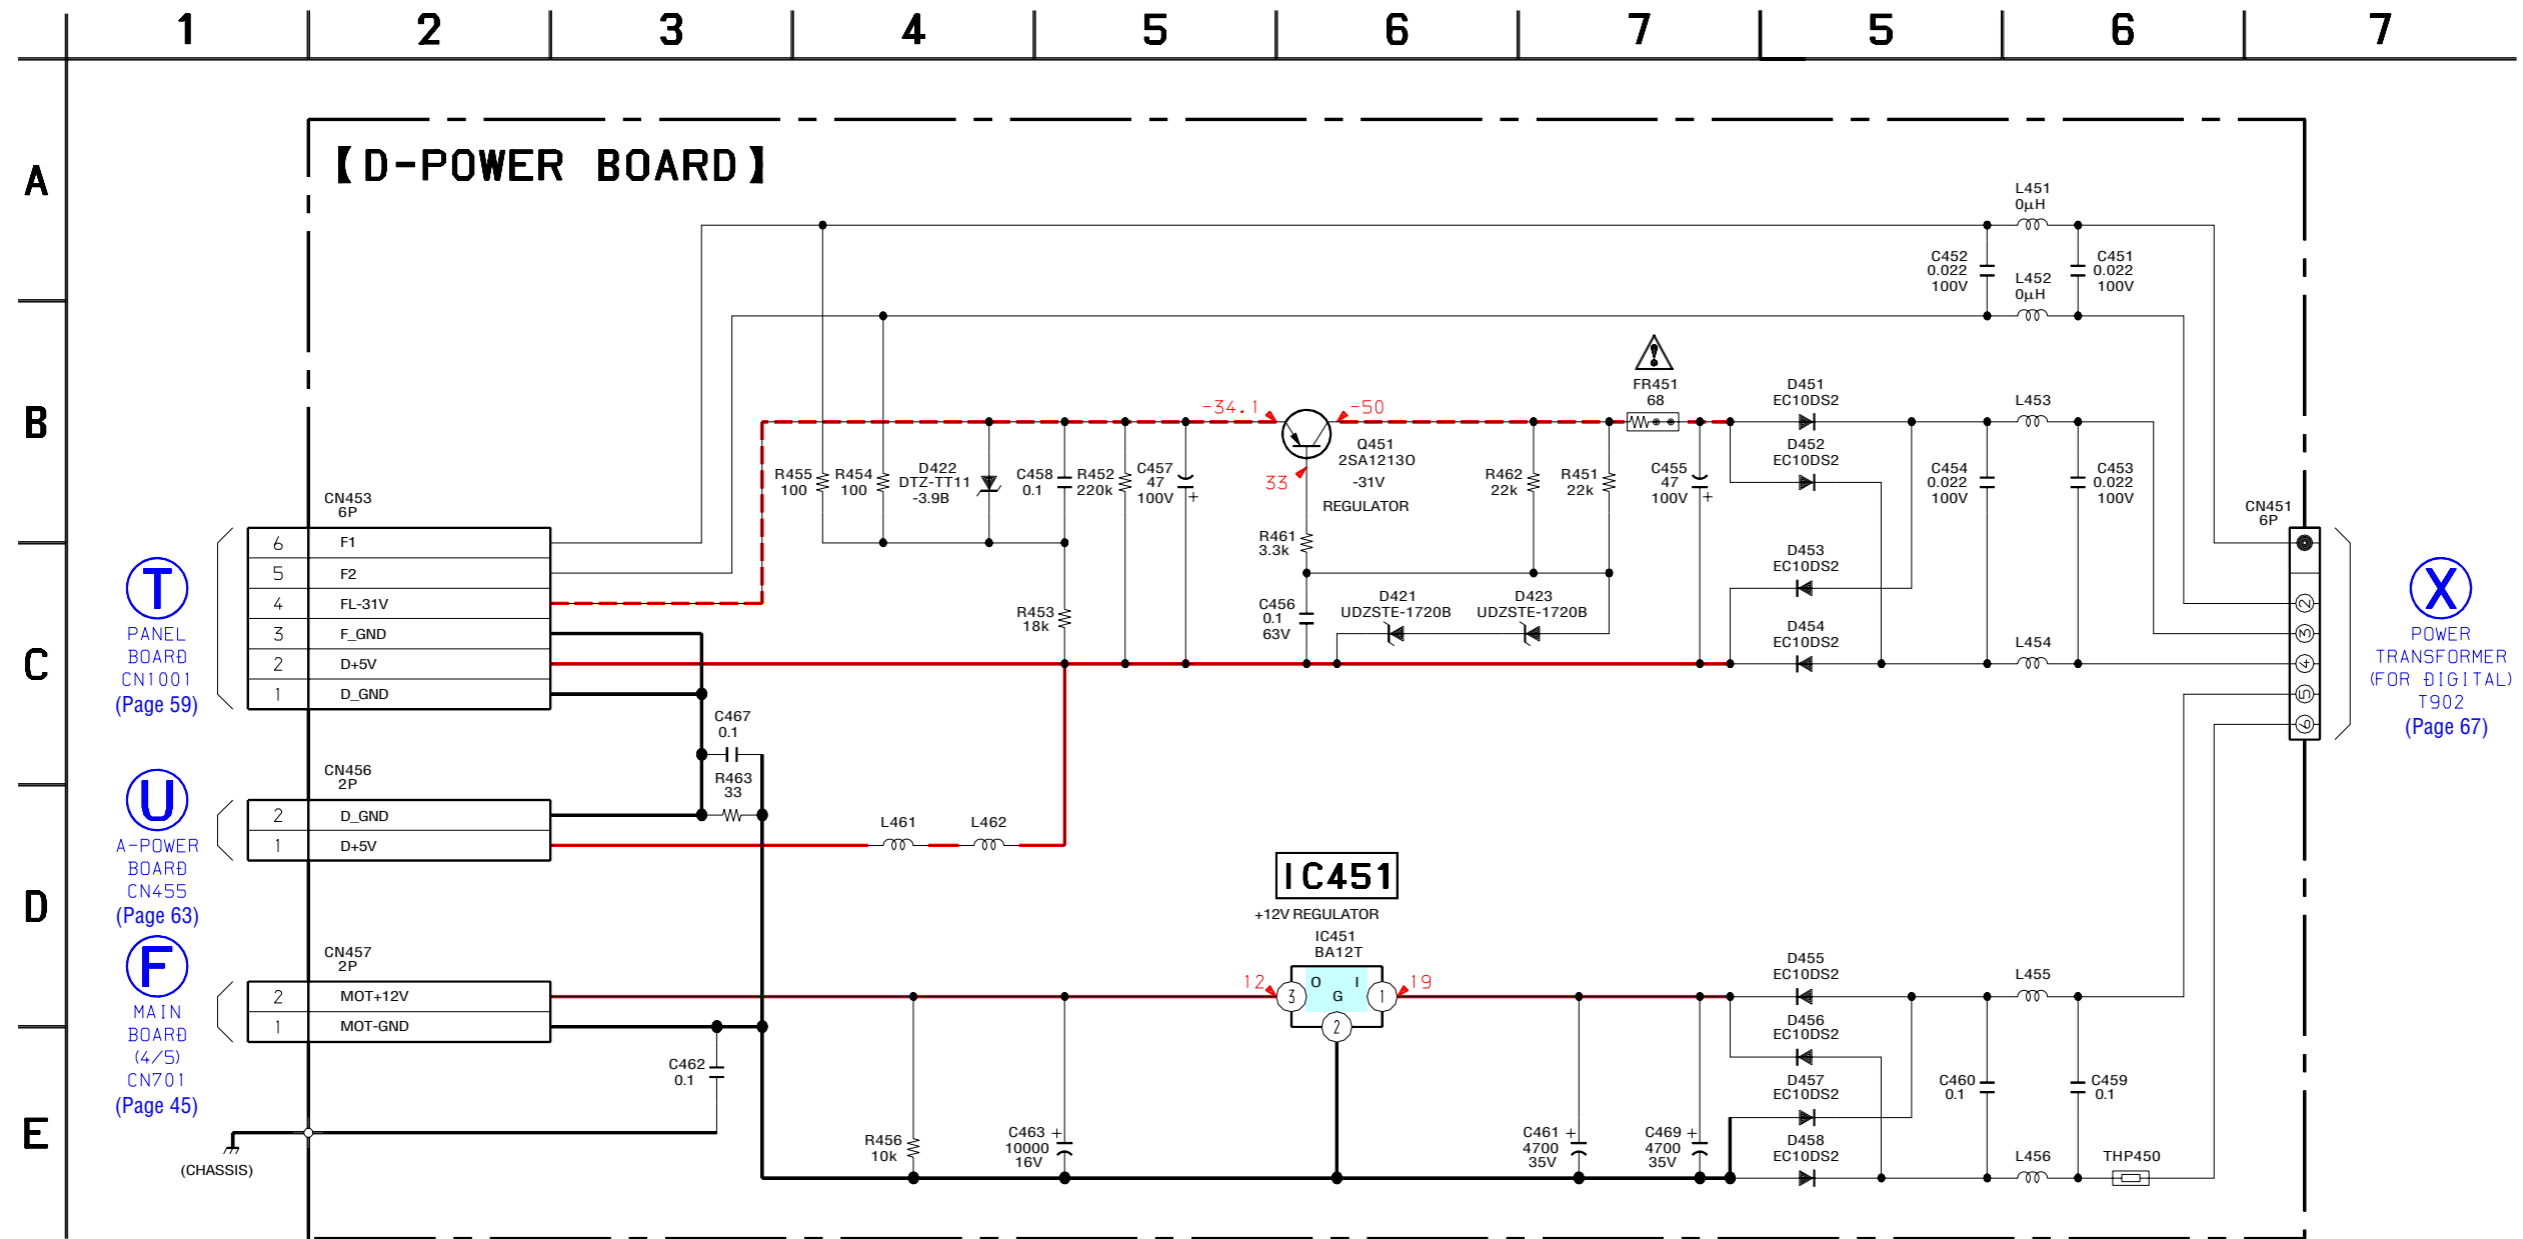 1 2 3 4 5 6 7 5 6 7
A
【D-POWER BOARD】
L451
0µH
C452
0.022
100V
C451
0.022
100V
L452
0µH
B
FR451
68
D451
EC10DS2
L453
-34.1
-50
Q451
2SA1213O
-31V
REGULATOR
33
D452
EC10DS2
R455
100
R454
100
D422
DTZ-TT11
-3.9B
C458
0.1
R452
220k
C457
47
100V
+
R462
22k
R451
22k
C455
47
100V
+
C454
0.022
100V
C453
0.022
100V
CN453
6P
CN451
6P
C
6 F1
5 F2
4 FL-31V
3 F_GND
2 D+5V
1 D_GND
T
PANEL
BOARD
CN1001
(Page 59)
R461
3.3k
D453
EC10DS2
R453
18k
C456
0.1
63V
D421
UDZSTE-1720B
D423
UDZSTE-1720B
D454
EC10DS2
L454
2
3
4
5
6
X
POWER
TRANSFORMER
(FOR DIGITAL)
T902
(Page 67)
C467
0.1
R463
33
CN456
2P
2 D_GND
1 D+5V
U
A-POWER
BOARD
CN455
(Page 63)
L461
L462
D
IC451
+12V REGULATOR
IC451
BA12T
12
3
O
G
I
1
2
19
CN457
2P
2 MOT+12V
1 MOT-GND
F
MAIN
BOARD
(4/5)
CN701
(Page 45)
D455
EC10DS2
L455
D456
EC10DS2
C462
0.1
D457
EC10DS2
C460
0.1
C459
0.1
E
(CHASSIS)
R456
10k
C463
10000
16V
+
C461
4700
35V
+
C469
4700
35V
+
D458
EC10DS2
L456
THP450